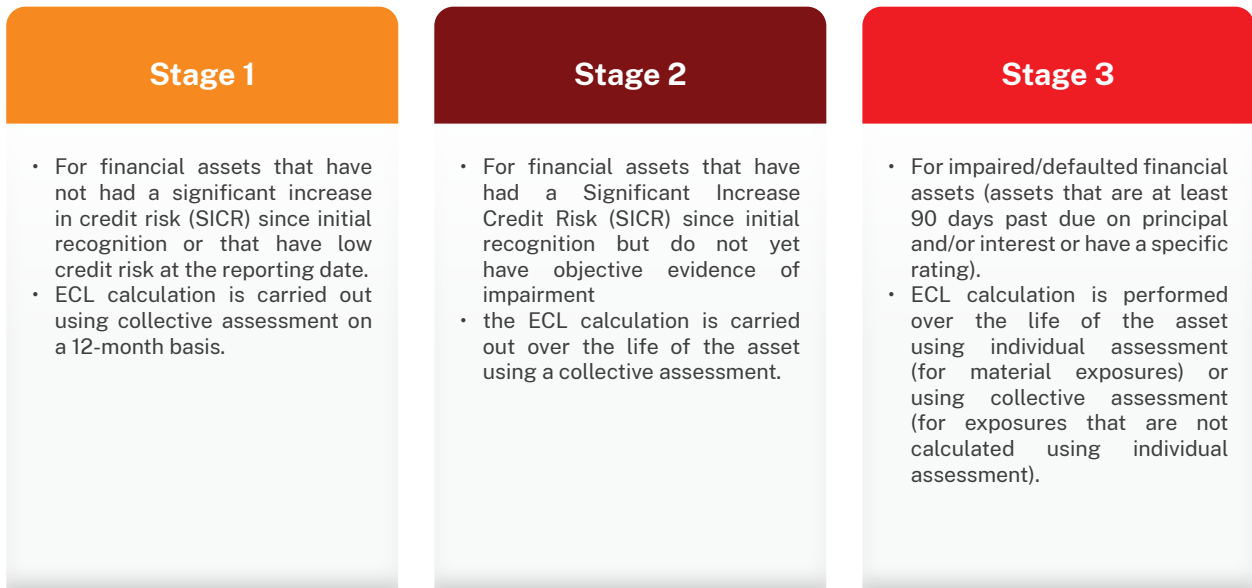 Stage 1
• For financial assets that have
not had a significant increase
in credit risk (SICR) since initial
recognition or that have low
credit risk at the reporting date.
• ECL calculation is carried out
using collective assessment on
a 12-month basis.
Stage 2
• For financial assets that have
had a Significant Increase
Credit Risk (SICR) since initial
recognition but do not yet
have objective evidence of
impairment
• the ECL calculation is carried
out over the life of the asset
using a collective assessment.
Stage 3
• For impaired/defaulted financial
assets (assets that are at least
90 days past due on principal
and/or interest or have a specific
rating).
• ECL calculation is performed
over the life of the asset
using individual assessment
(for material exposures) or
using collective assessment
(for exposures that are not
calculated using individual
assessment).